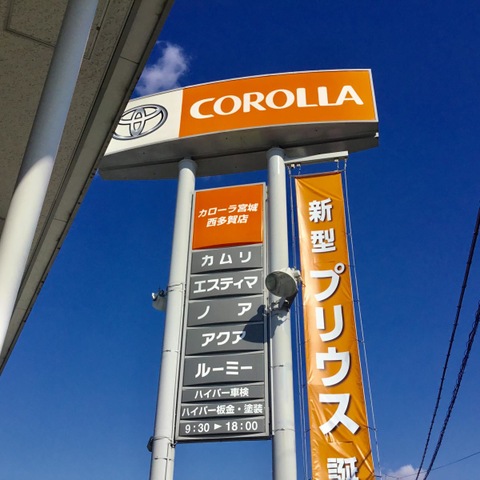 COROLLA
カローラ宮城
西多賀店
カムリ
エスティマ
ノア
アクア
ルーミー
ハイパー車検
ハイパー板金・塗装
9:30▶18:00
新型プリウス誕